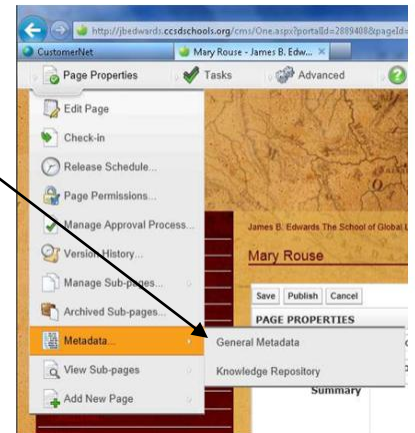 http://jbedwards.ccsdschools.org/cms/One.aspx?portalId=2889408&pageId=
CustomerNet
Mary Rouse - James B. Edw...
Page Properties
Tasks
Advanced
?
Edit Page
Check-in
Release Schedule...
Page Permissions...
Manage Approval Process...
James B. Edwards The School of Global L
Version History...
Mary Rouse
Manage Sub-pages...
Save Publish Cancel
Archived Sub-pages...
PAGE PROPERTIES
Metadata...
General Metadata
View Sub-pages
Knowledge Repository
Summary
Add New Page